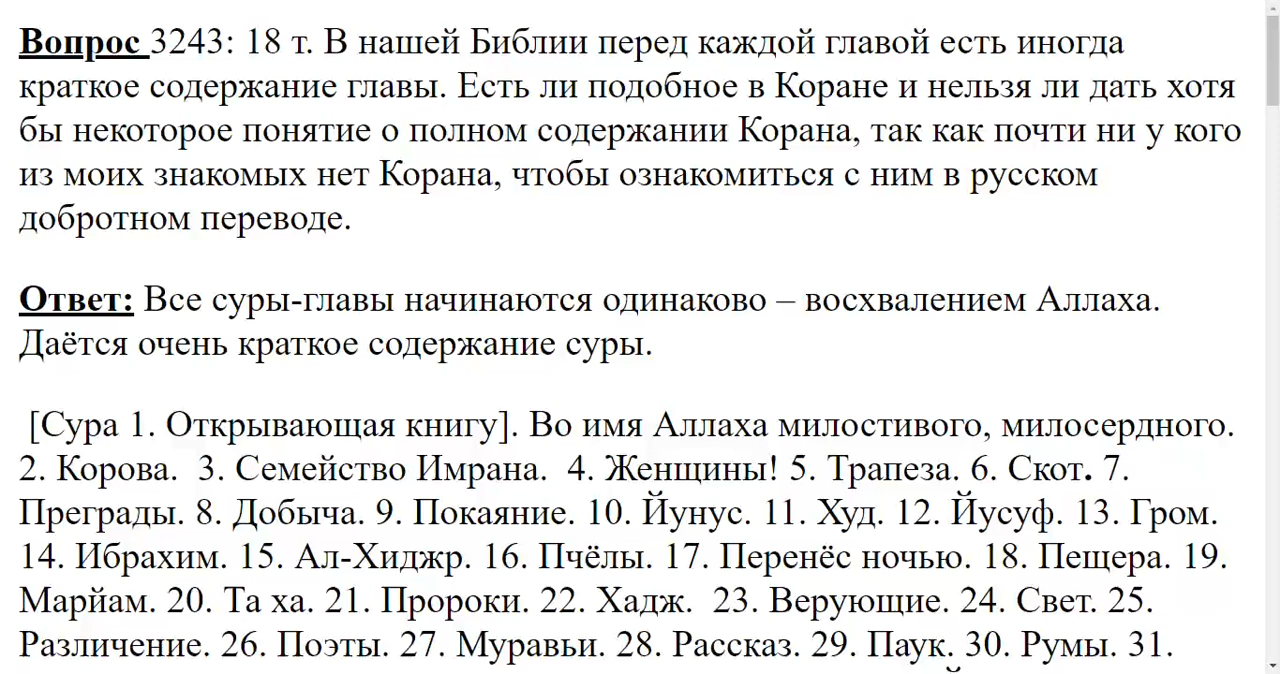 Вопрос 3243: 18 т. В нашей Библии перед каждой главой есть иногда
краткое содержание главы. Есть ли подобное в Коране и нельзя ли дать хотя
бы некоторое понятие о полном содержании Корана, так как почти ни у кого
из моих знакомых нет Корана, чтобы ознакомиться с ним в русском
добротном переводе.
Ответ: Все суры-главы начинаются одинаково – восхвалением Аллаха.
Даётся очень краткое содержание суры.
[Сура 1. Открывающая книгу]. Во имя Аллаха милостивого, милосердного.
2. Корова. 3. Семейство Имрана. 4. Женщины! 5. Трапеза. 6. Скот. 7.
Преграды. 8. Добыча. 9. Покаяние. 10. Йунус. 11. Худ. 12. Йусуф. 13. Гром.
14. Ибрахим. 15. Ал-Хиджр. 16. Пчёлы. 17. Перенёс ночью. 18. Пещера. 19.
Марйам. 20. Та ха. 21. Пророки. 22. Хадж. 23. Верующие. 24. Свет. 25.
Различение. 26. Поэты. 27. Муравьи. 28. Рассказ. 29. Паук. 30. Румы. 31.